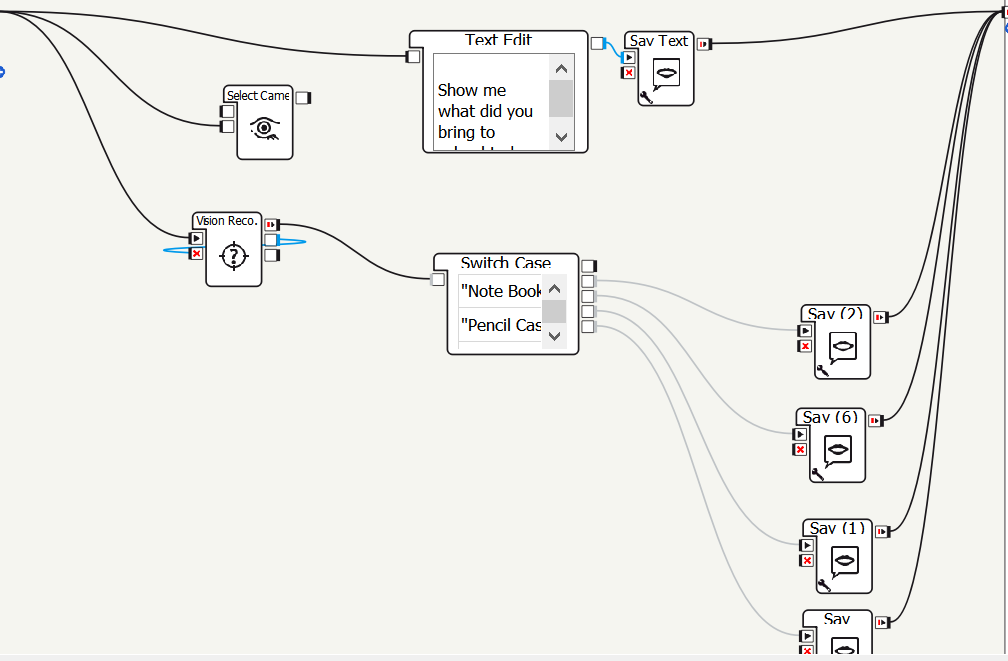 Text Edit
Say Text
Show me
what did you
bring to
Select Came
Vision Reco.
?
Switch Case
"Note Book
"Pencil Cas
Say (2)
Say (6)
Say (1)
Say